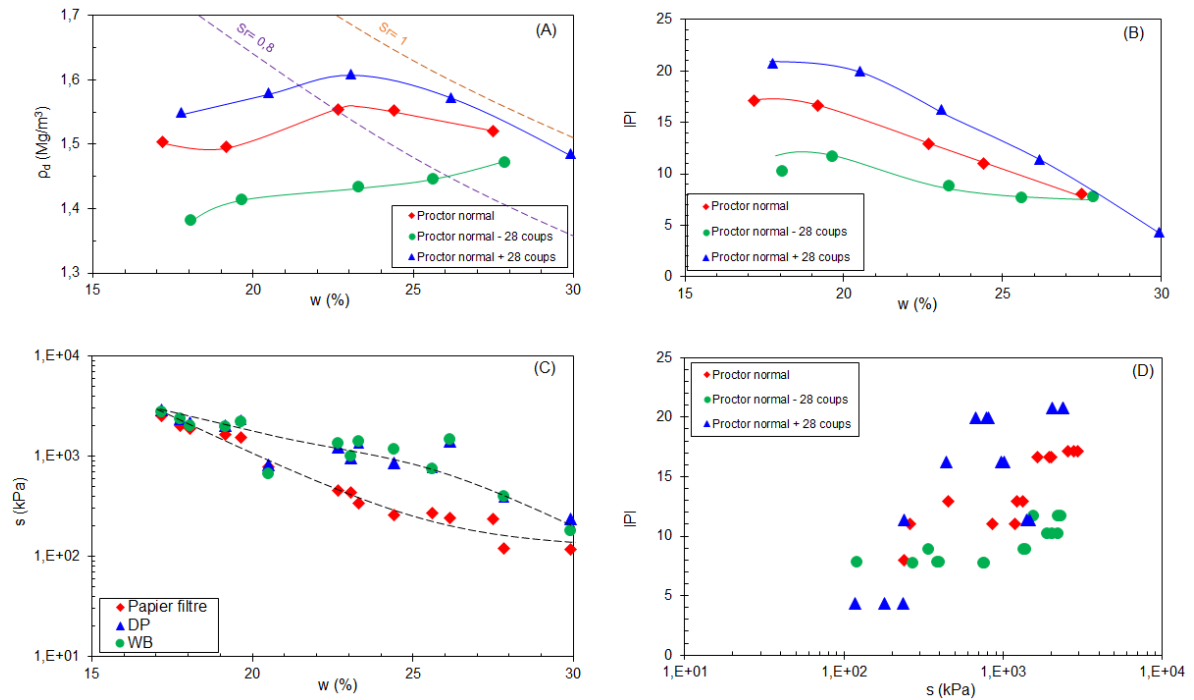 1,7
1,6
1,5
1,4
1,3
ρd (Mg/m³)
Sr= 0,8
Sr= 1
(A)
Proctor normal
Proctor normal - 28 coups
Proctor normal + 28 coups
15
20
25
30
w (%)
25
20
15
10
5
0
IPI
(B)
Proctor normal
Proctor normal - 28 coups
Proctor normal + 28 coups
15
20
25
30
w (%)
1,E+04
1,E+03
1,E+02
1,E+01
s (kPa)
(C)
Papier filtre
DP
WB
15
20
25
30
w (%)
25
20
15
10
5
0
IPI
Proctor normal
Proctor normal - 28 coups
Proctor normal + 28 coups
(D)
1,E+01
1,E+02
1,E+03
1,E+04
s (kPa)